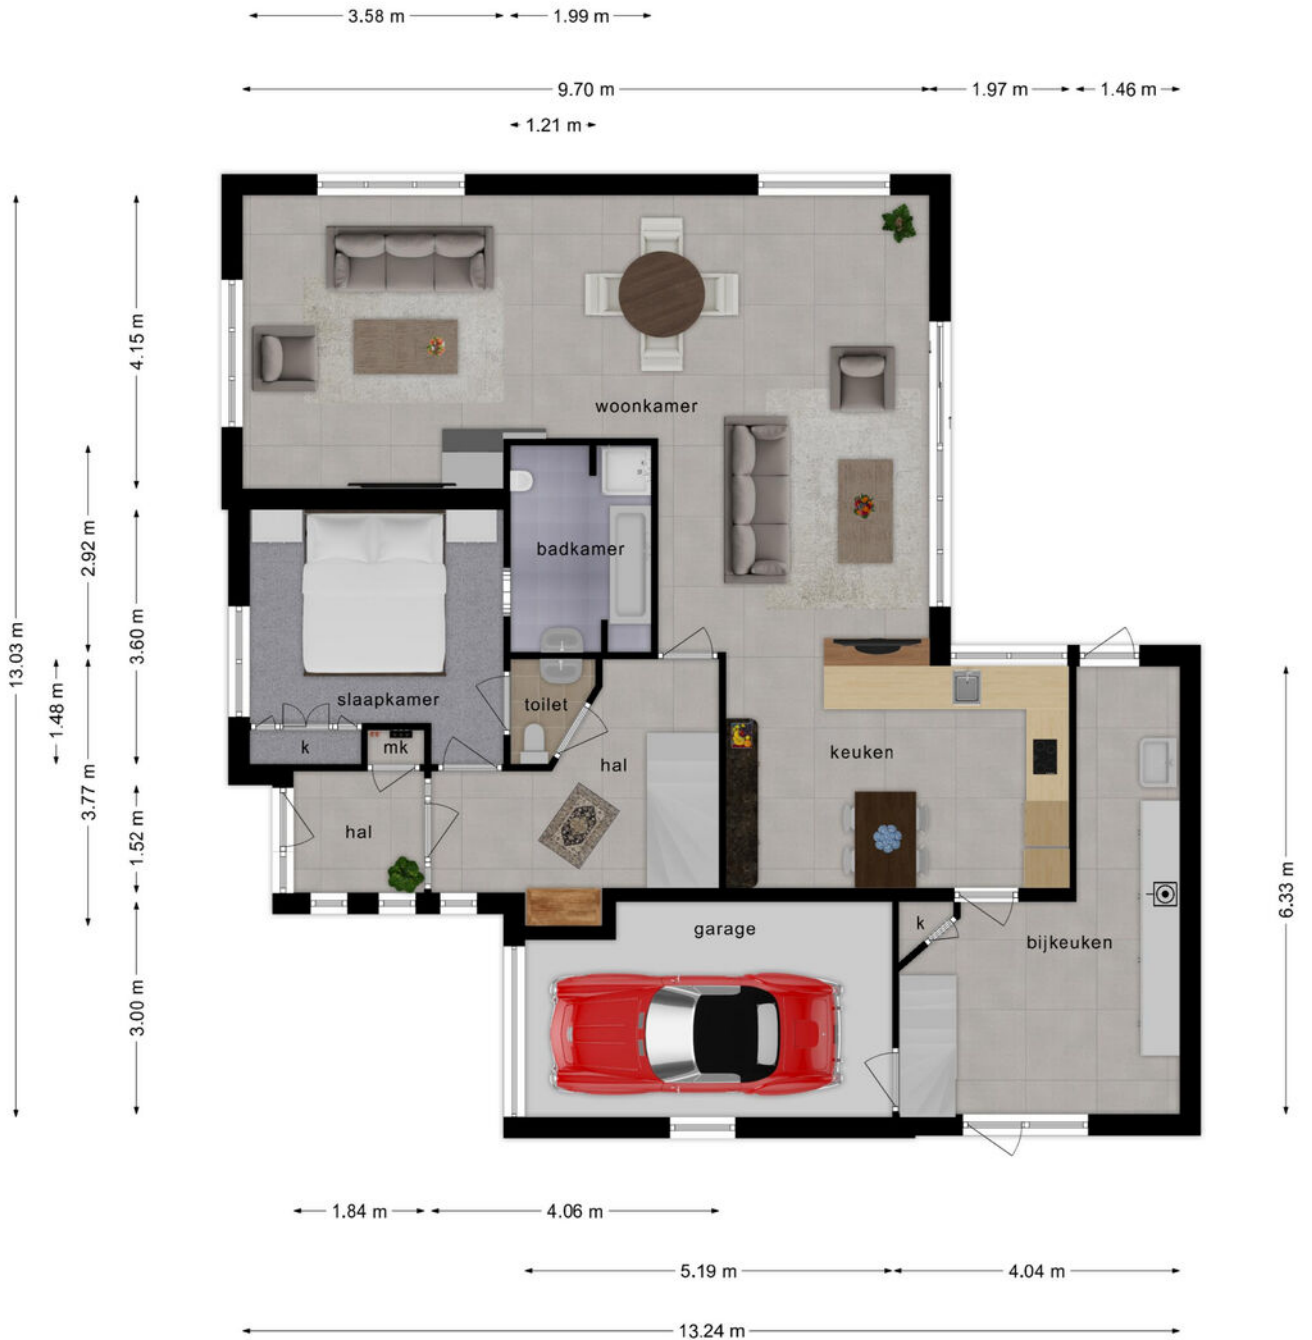 3.58 m 1.99 m
9.70 m 1.97 m 1.46 m
1.21 m
4.15 m
woonkamer
2.92 m
badkamer
3.60 m
13.03 m
1.48 m
slaapkamer
toilet
k
mk
hal
keuken
3.77 m
1.52 m
hal
6.33 m
garage
k
bijkeuken
3.00 m
1.84 m 4.06 m
5.19 m 4.04 m
13.24 m